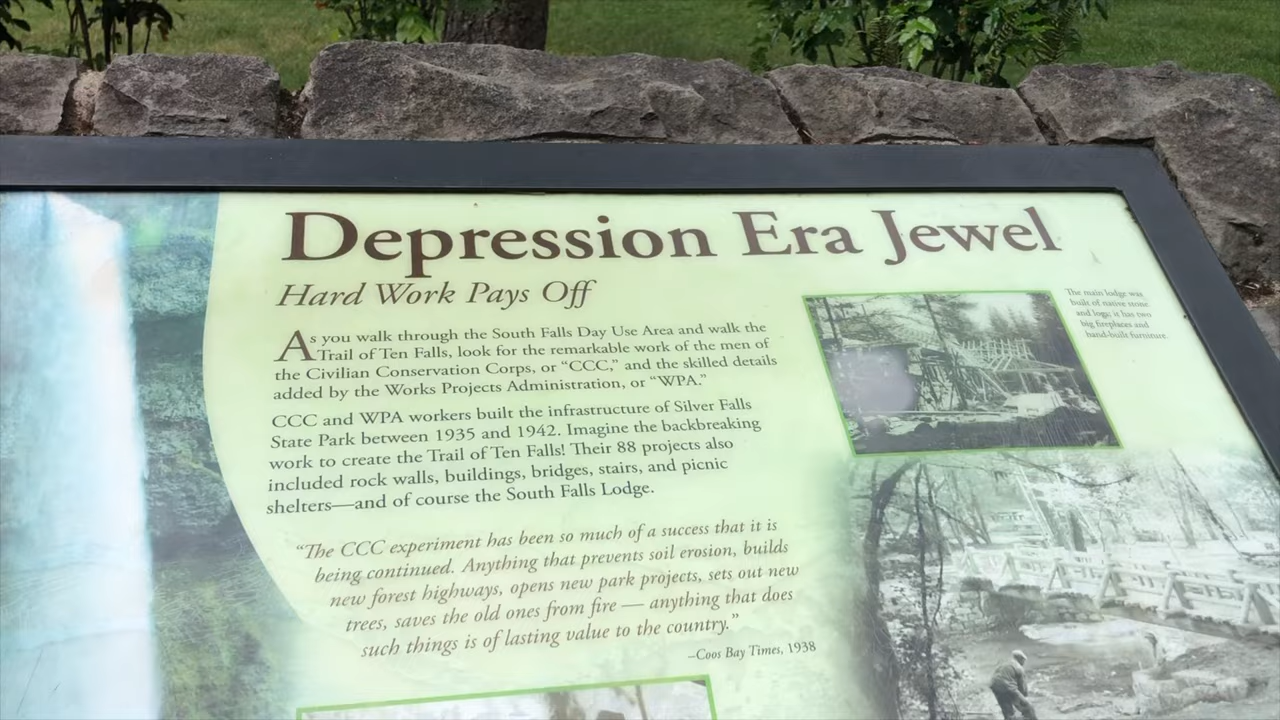 Depression Era Jewel
Hard Work Pays Off
As you walk through the South Falls Day Use Area and walk the
Trail of Ten Falls, look for the remarkable work of the men of
the Civilian Conservation Corps, or “CCC,” and the skilled details
added by the Works Projects Administration, or “WPA.”
CCC and WPA workers built the infrastructure of Silver Falls
State Park between 1935 and 1942. Imagine the backbreaking
work to create the Trail of Ten Falls! Their 88 projects also
included rock walls, buildings, bridges, stairs, and picnic
shelters—and of course the South Falls Lodge.
“The CCC experiment has been so much of a success that it is
being continued. Anything that prevents soil erosion, builds
new forest highways, opens new park projects, sets out new
trees, saves the old ones from fire — anything that does
such things is of lasting value to the country.”
–Coos Bay Times, 1938
The main lodge was
built of native stone
and logs; it has two
big fireplaces and
hand-built furniture.